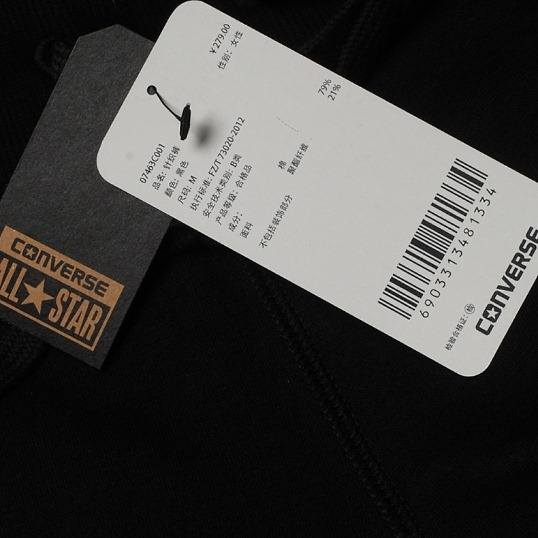 07463C001
¥279.00
品名: 针织裤
性别: 女性
颜色: 黑色
尺码: M
执行标准: FZ/T 73020-2012
安全技术类别: B类
产品等级: 合格品
成分:
面料
棉
79%
聚酯纤维
21%
不包括装饰部分
6903313481334
检验合格证: 检
CONVERSE
CONVERSE
ALL★STAR